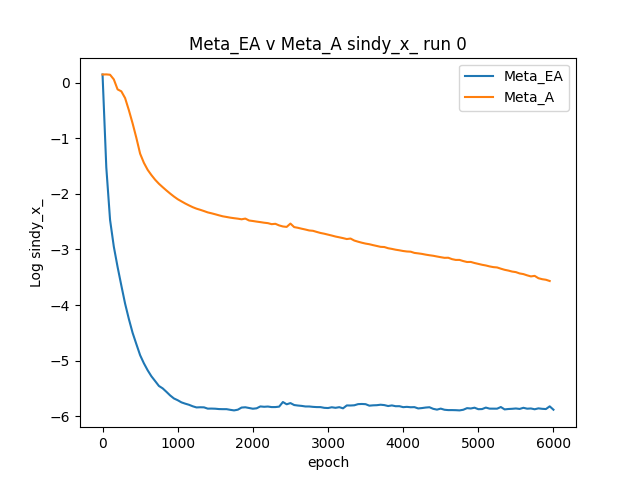 Meta_EA v Meta_A sindy_x_ run 0
Meta_EA
Meta_A
Log sindy_x_
0
−1
−2
−3
−4
−5
−6
0 1000 2000 3000 4000 5000 6000
epoch